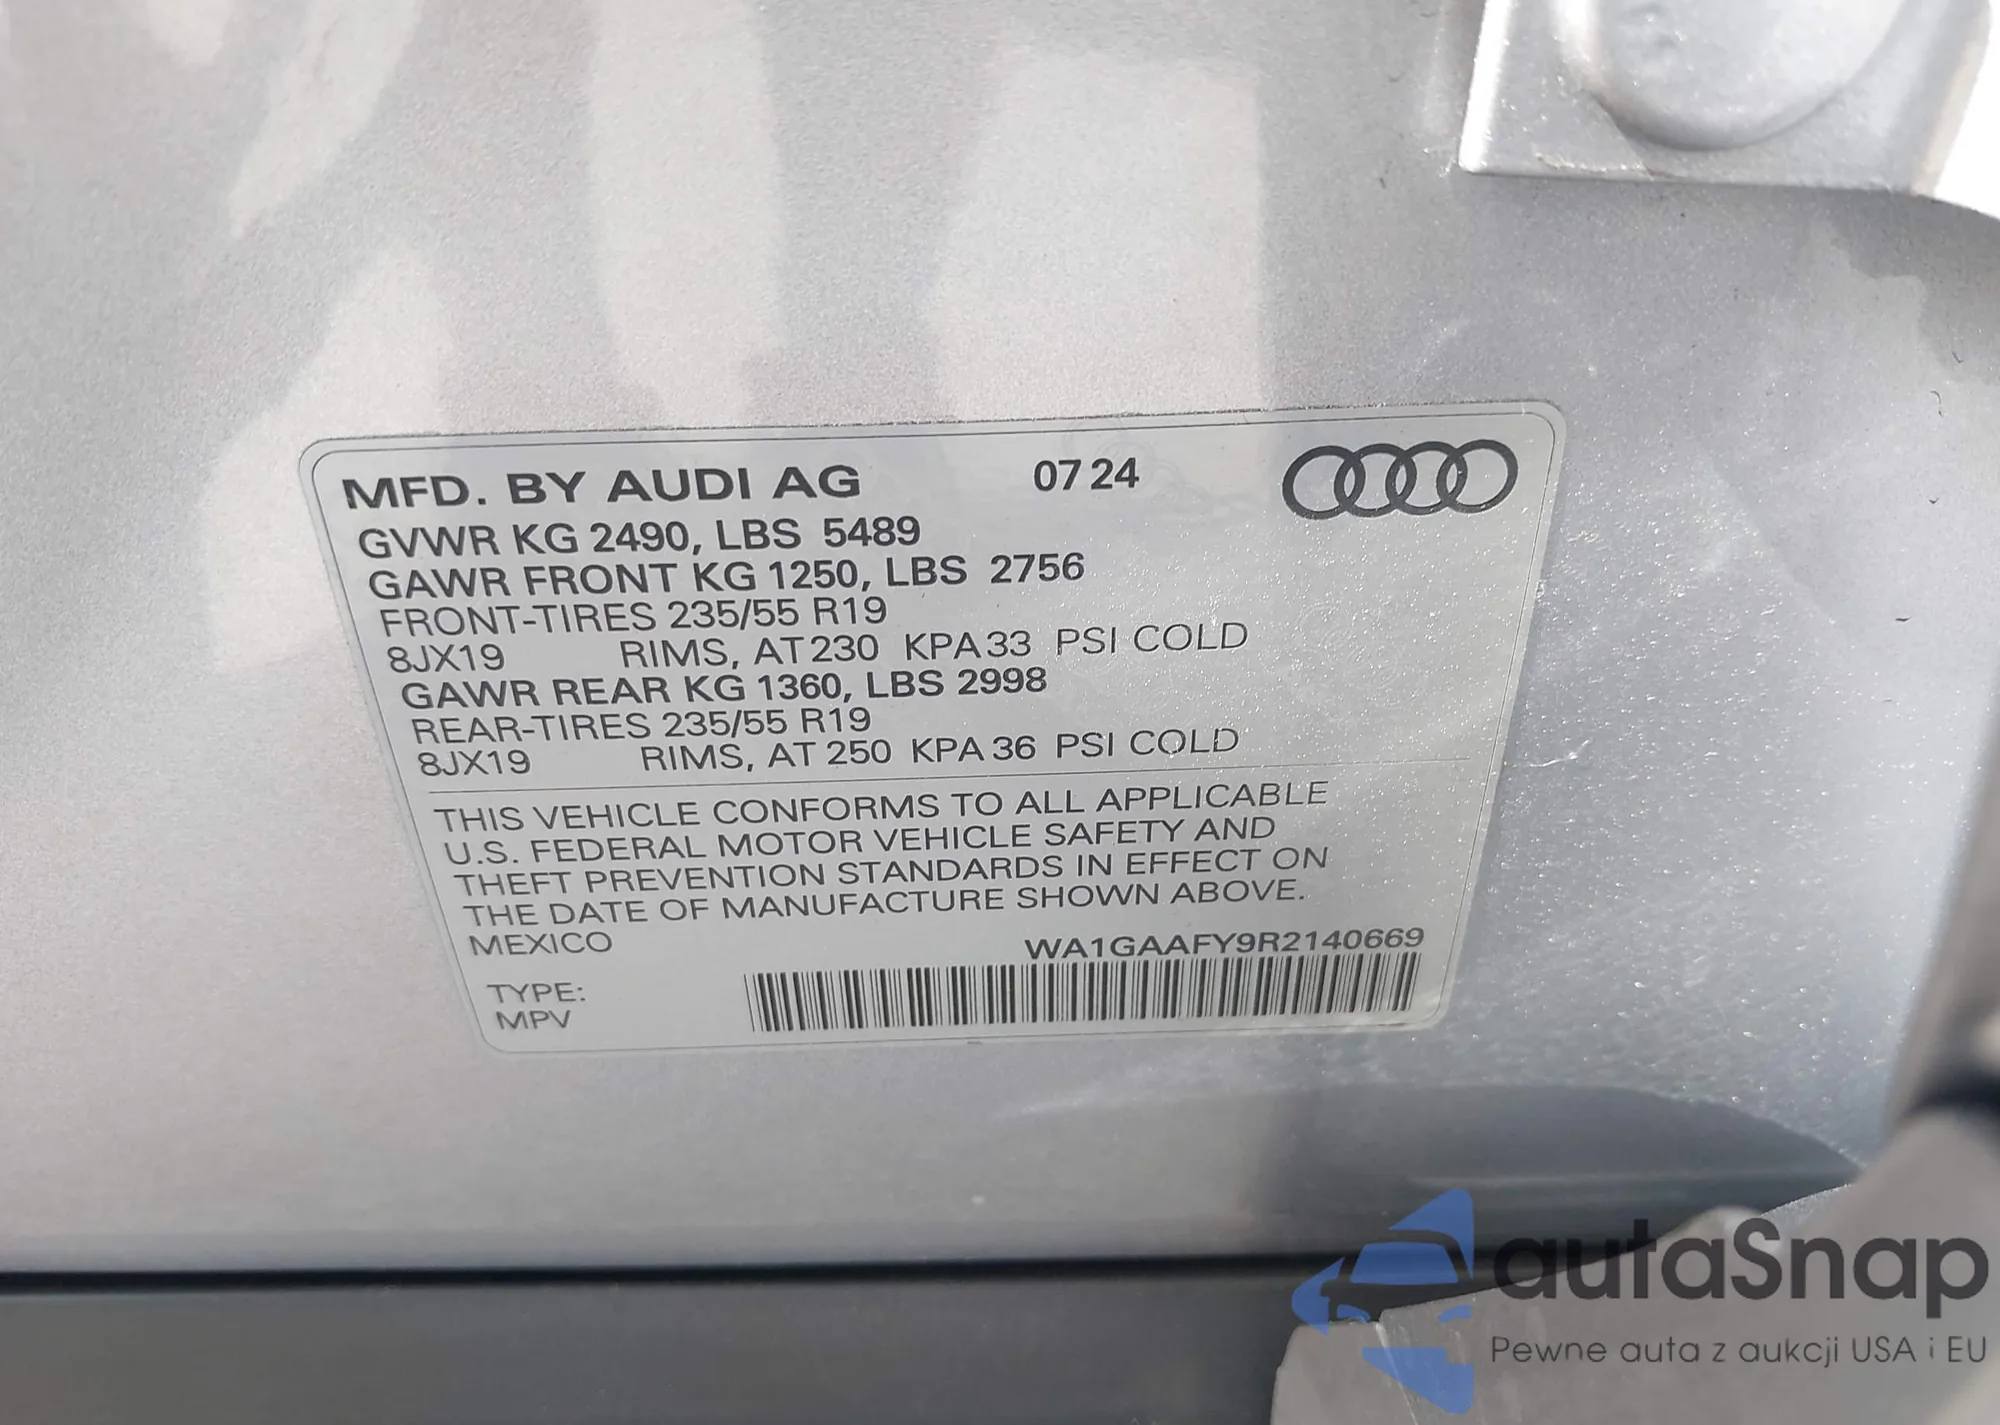 MFD. BY AUDI AG 07 24
GVWR KG 2490, LBS 5489
GAWR FRONT KG 1250, LBS 2756
FRONT-TIRES 235/55 R19
8JX19 RIMS, AT 230 KPA 33 PSI COLD
GAWR REAR KG 1360, LBS 2998
REAR-TIRES 235/55 R19
8JX19 RIMS, AT 250 KPA 36 PSI COLD
THIS VEHICLE CONFORMS TO ALL APPLICABLE
U.S. FEDERAL MOTOR VEHICLE SAFETY AND
THEFT PREVENTION STANDARDS IN EFFECT ON
THE DATE OF MANUFACTURE SHOWN ABOVE.
MEXICO WA1GAAFY9R2140669
TYPE:
MPV
autaSnap
Pewne auta z aukcji USA i EU